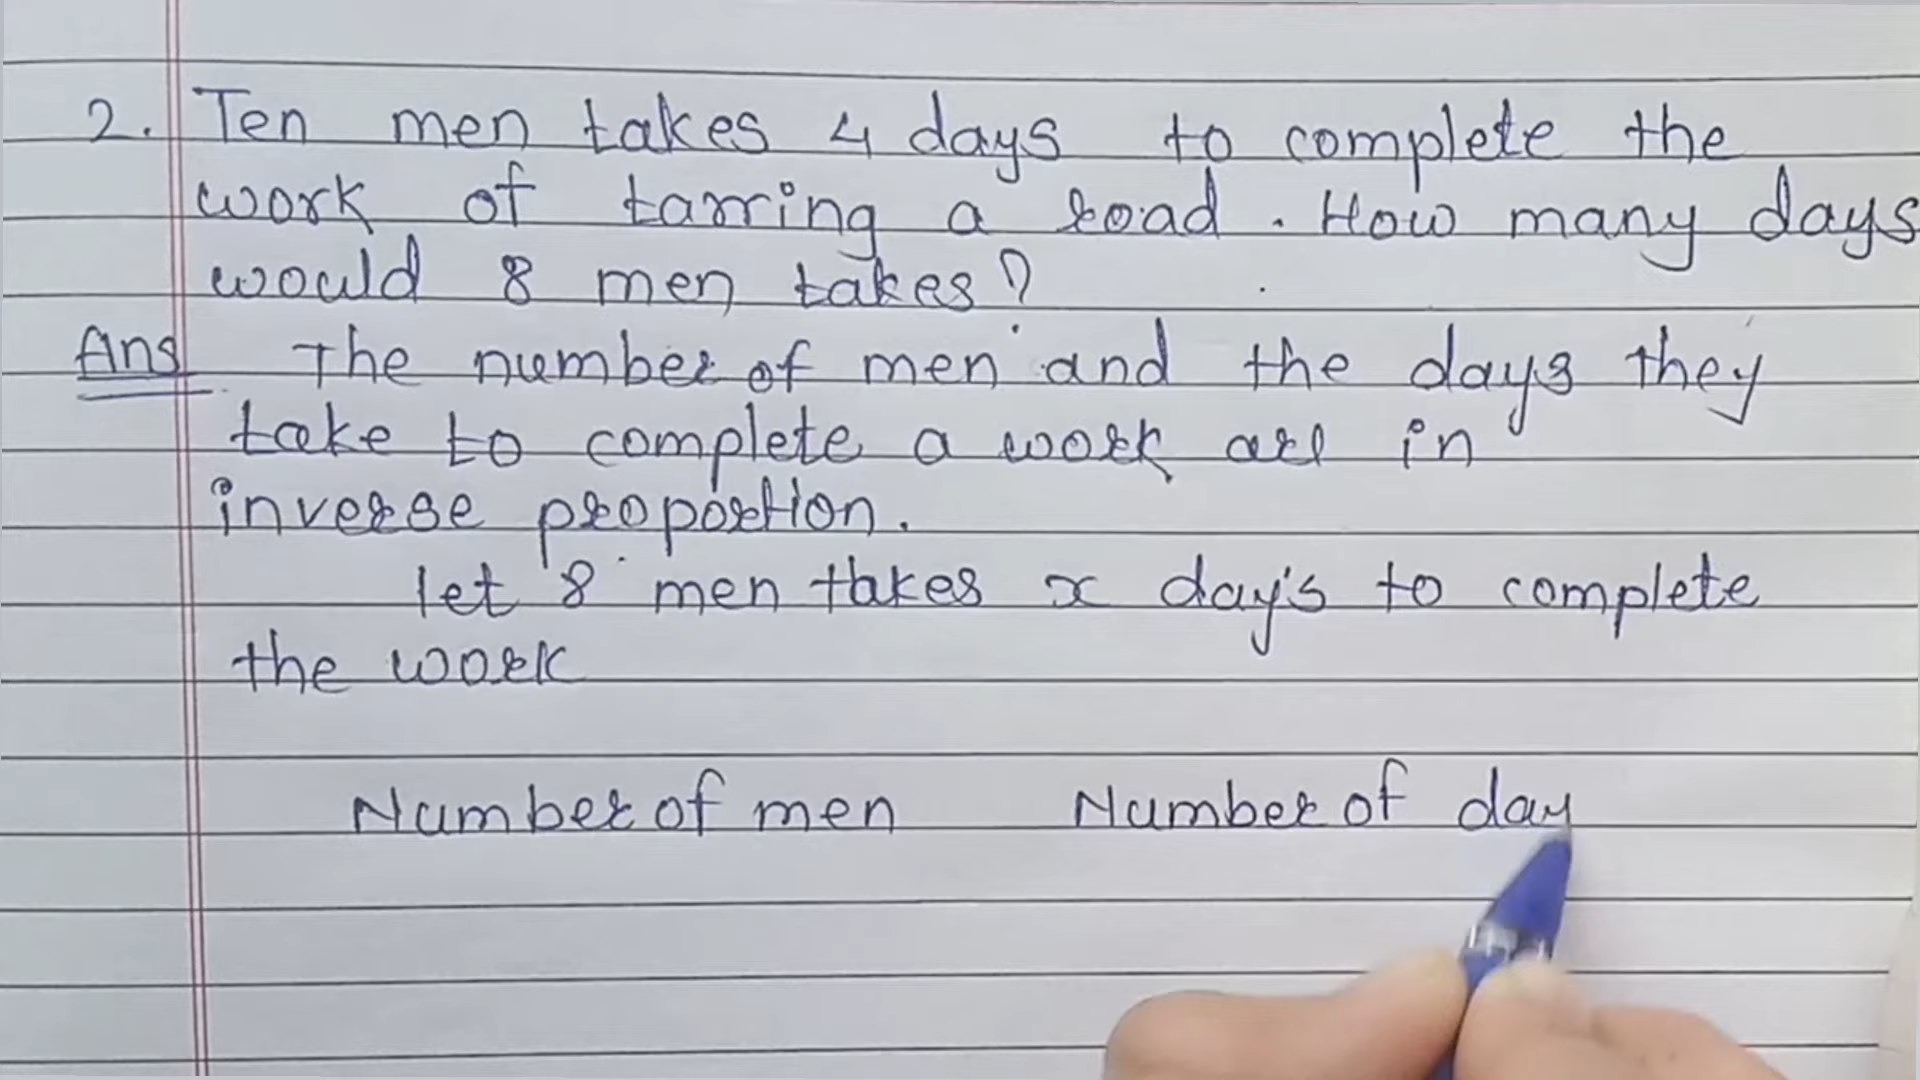 2. Ten men takes 4 days to complete the
work of tarring a road. How many days
would 8 men takes?
Ans The number of men and the days they
take to complete a work are in
inverse proportion.
let 8 men takes x day's to complete
the work
Number of men Number of day